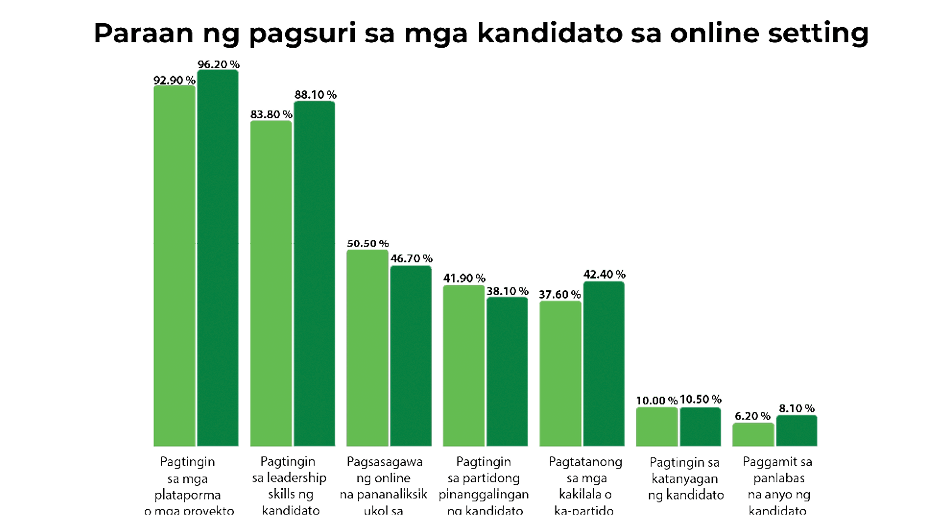 Paraan ng pagsuri sa mga kandidato sa online setting
92.90 %
96.20 %
83.80 %
88.10 %
50.50 %
46.70 %
41.90 %
38.10 %
37.60 %
42.40 %
10.00 %
10.50 %
6.20 %
8.10 %
Pagtingin
sa mga
plataporma
o mga proyekto
Pagtingin
sa leadership
skills ng
kandidato
Pagsasagawa
ng online
na pananaliksik
ukol sa
Pagtingin
sa partidong
pinanggalingan
ng kandidato
Pagtatanong
sa mga
kakilala o
ka-partido
Pagtingin sa
katanyagan
ng kandidato
Paggamit sa
panlabas
na anyo ng
kandidato